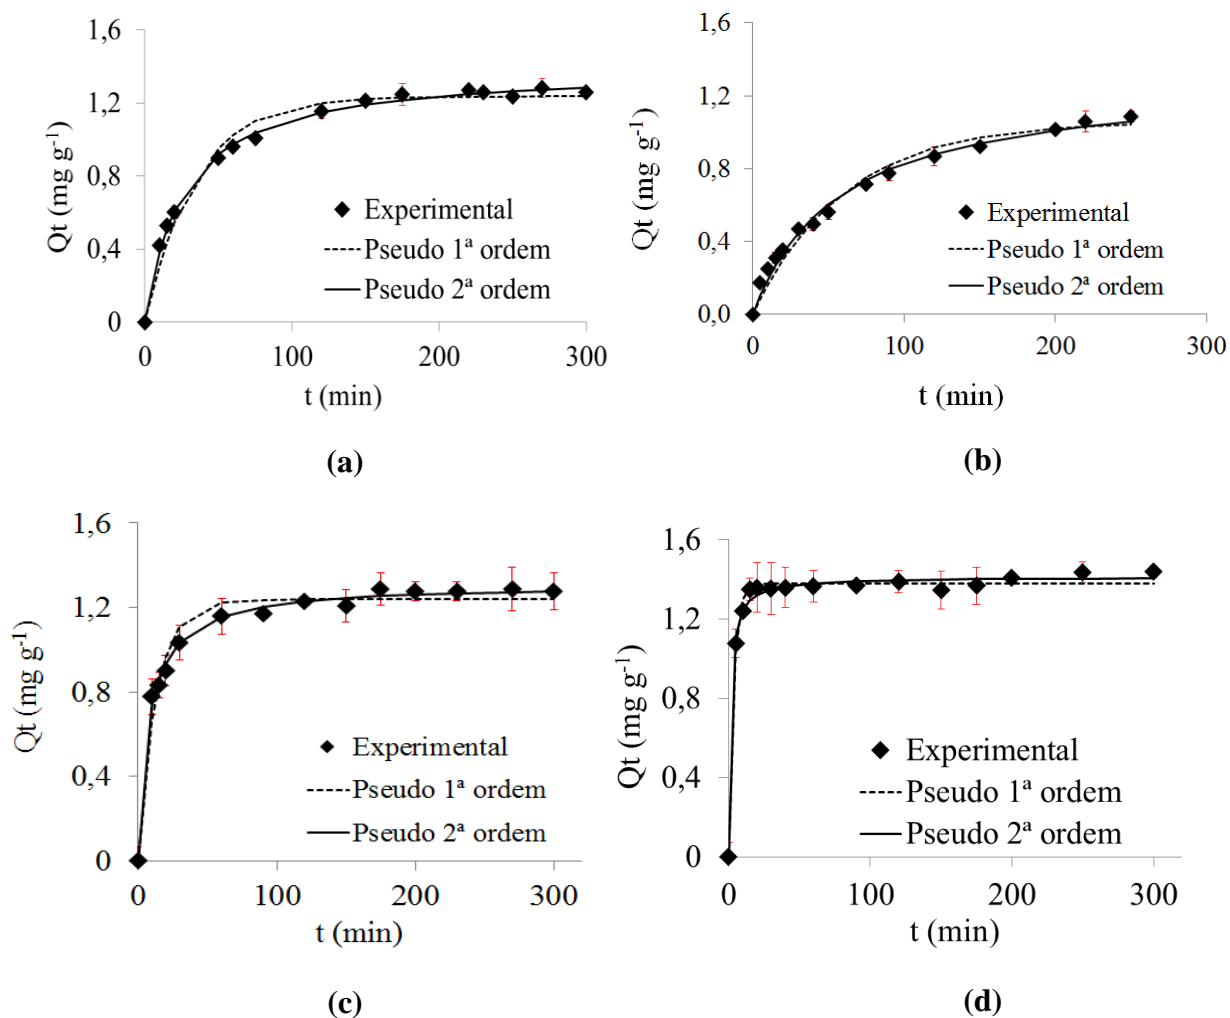 1,6
1,2
0,8
0,4
0
Qt (mg g-1)
Experimental
Pseudo 1ª ordem
Pseudo 2ª ordem
0 100 200 300
t (min)
(a)
1,6
1,2
0,8
0,4
0,0
Qt (mg g-1)
Experimental
Pseudo 1ª ordem
Pseudo 2ª ordem
0 100 200 300
t (min)
(b)
1,6
1,2
0,8
0,4
0
Qt (mg g-1)
Experimental
Pseudo 1ª ordem
Pseudo 2ª ordem
0 100 200 300
t (min)
(c)
1,6
1,2
0,8
0,4
0
Qt (mg g-1)
Experimental
Pseudo 1ª ordem
Pseudo 2ª ordem
0 100 200 300
t (min)
(d)